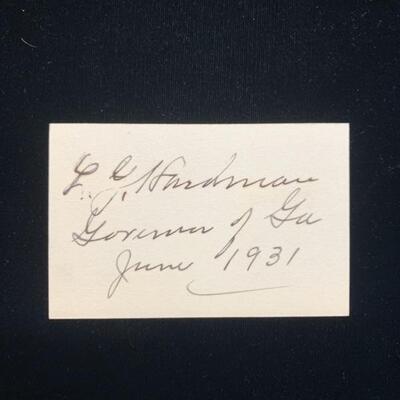 L. G. Hardman
Governor of Ga
June 1931